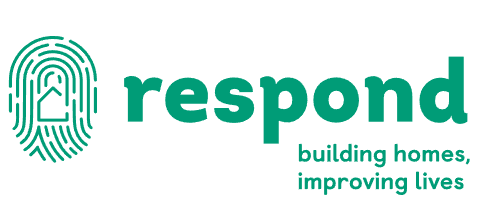 respond
building homes,
improving lives